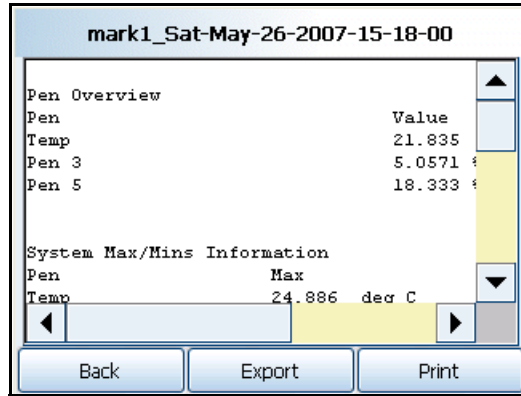 mark1_Sat-May-26-2007-15-18-00
Pen Overview
Pen Value
Temp 21.835
Pen 3 5.0571
Pen 5 18.333
System Max/Mins Information
Pen Max
Temp 24.886 deg C
Back Export Print